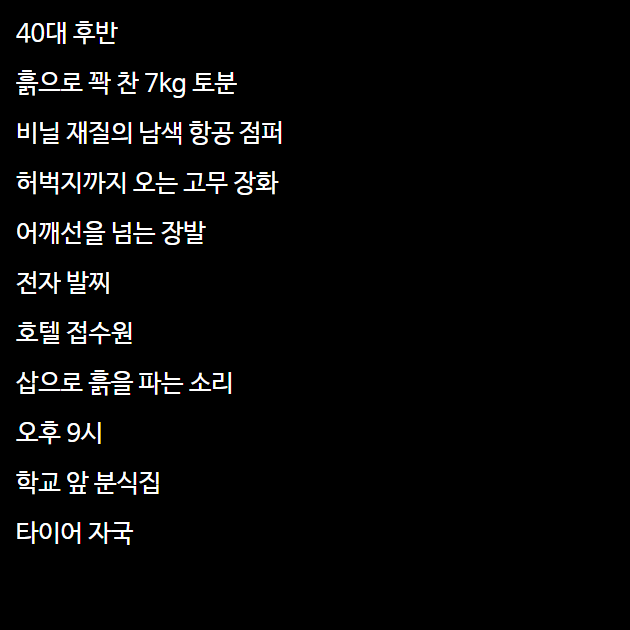 40대 후반
흙으로 꽉 찬 7kg 토분
비닐 재질의 남색 항공 점퍼
허벅지까지 오는 고무 장화
어깨선을 넘는 장발
전자 발찌
호텔 접수원
삽으로 흙을 파는 소리
오후 9시
학교 앞 분식집
타이어 자국